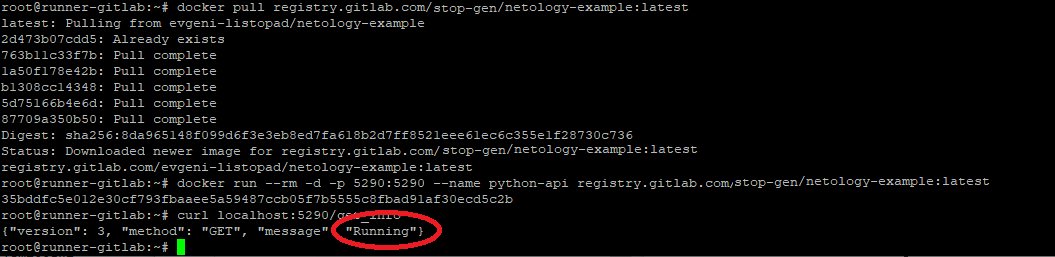 root@runner-gitlab:~# docker pull registry.gitlab.com/stop-gen/netology-example:latest
latest: Pulling from evgeni-listopad/netology-example
2d473b07cdd5: Already exists
763b11c33f7b: Pull complete
1a50f178e42b: Pull complete
b1308cc14348: Pull complete
5d75166b4e6d: Pull complete
87709a350b50: Pull complete
Digest: sha256:8da965148f099d6f3e3eb8ed7fa618b2d7ff8521eee61ec6c355e1f28730c736
Status: Downloaded newer image for registry.gitlab.com/stop-gen/netology-example:latest
registry.gitlab.com/evgeni-listopad/netology-example:latest
root@runner-gitlab:~# docker run --rm -d -p 5290:5290 --name python-api registry.gitlab.com/stop-gen/netology-example:latest
35bddfc5e012e30cf793fbaaee5a59487ccb05f7b5555c8fbad91af30ecd5c2b
root@runner-gitlab:~# curl localhost:5290/get_info
{"version": 3, "method": "GET", "message": "Running"}
root@runner-gitlab:~#